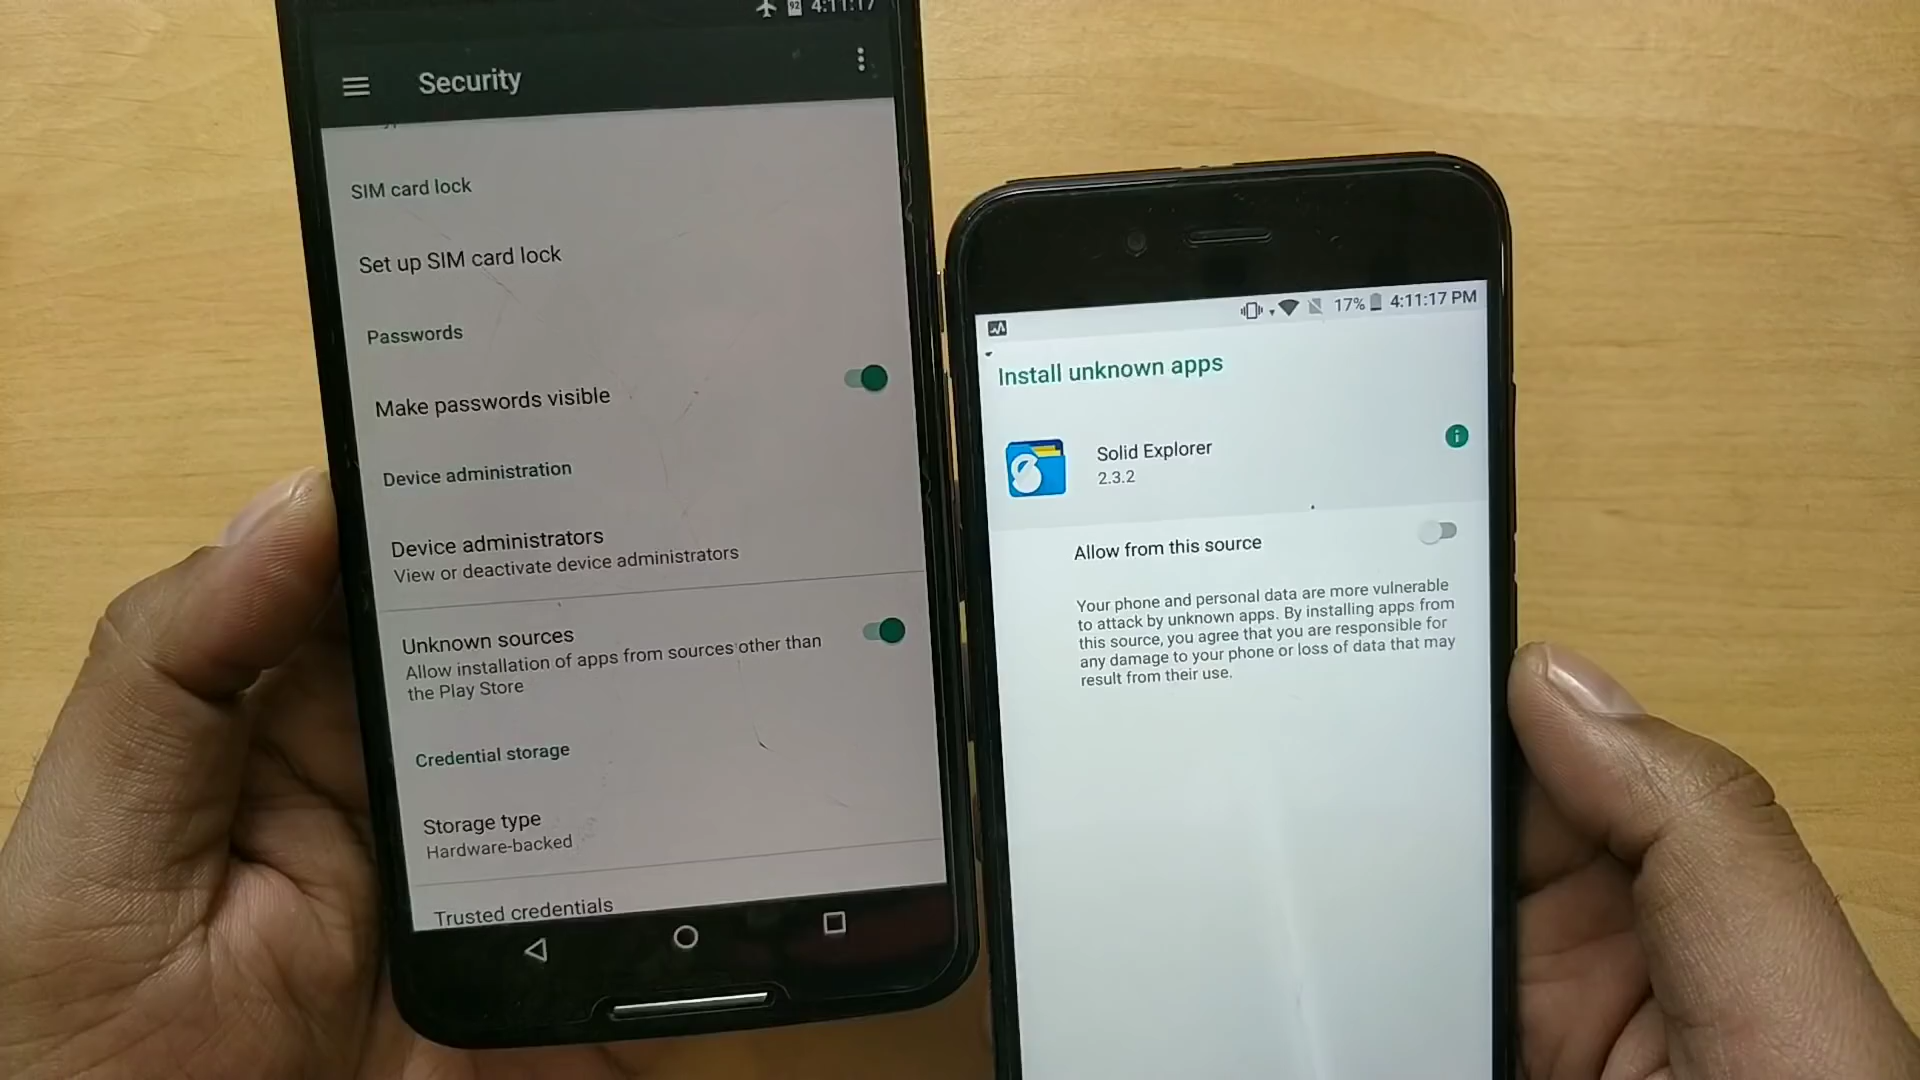 92 4:11:17
Security
SIM card lock
Set up SIM card lock
Passwords
Make passwords visible
Device administration
Device administrators
View or deactivate device administrators
Unknown sources
Allow installation of apps from sources other than
the Play Store
Credential storage
Storage type
Hardware-backed
Trusted credentials
17% 4:11:17 PM
Install unknown apps
Solid Explorer
2.3.2
Allow from this source
Your phone and personal data are more vulnerable
to attack by unknown apps. By installing apps from
this source, you agree that you are responsible for
any damage to your phone or loss of data that may
result from their use.